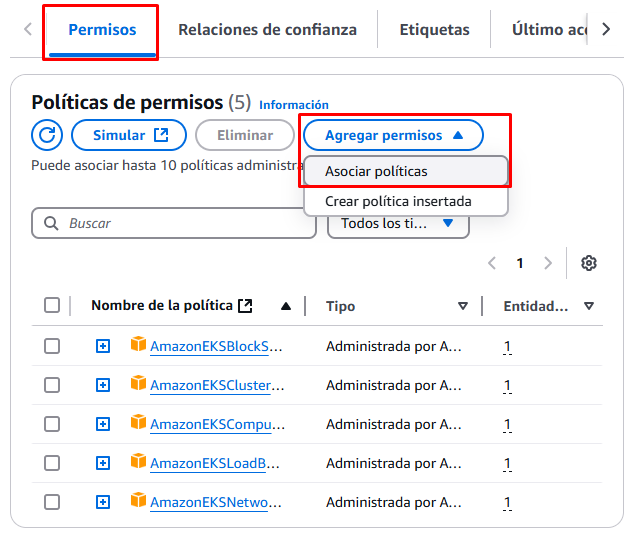 Permisos
Relaciones de confianza
Etiquetas
Último ac
Políticas de permisos (5) Información
Simular
Eliminar
Agregar permisos
Puede asociar hasta 10 políticas administra
Asociar políticas
Crear política insertada
Buscar
Todos los ti...
1
Nombre de la política
Tipo
Entidad...
AmazonEKSBlockS... Administrada por A... 1
AmazonEKSCluster... Administrada por A... 1
AmazonEKSCompu... Administrada por A... 1
AmazonEKSLoadB... Administrada por A... 1
AmazonEKSNetwo... Administrada por A... 1